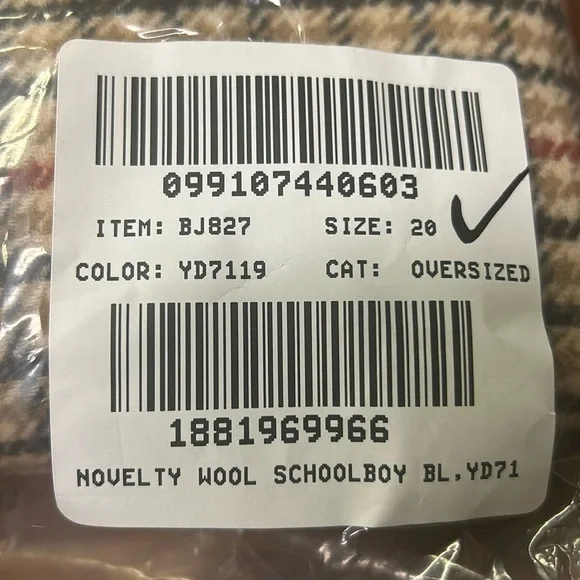 099107440603
ITEM: BJ827 SIZE: 20
COLOR: YD7119 CAT: OVERSIZED
1881969966
NOVELTY WOOL SCHOOLBOY BL,YD71